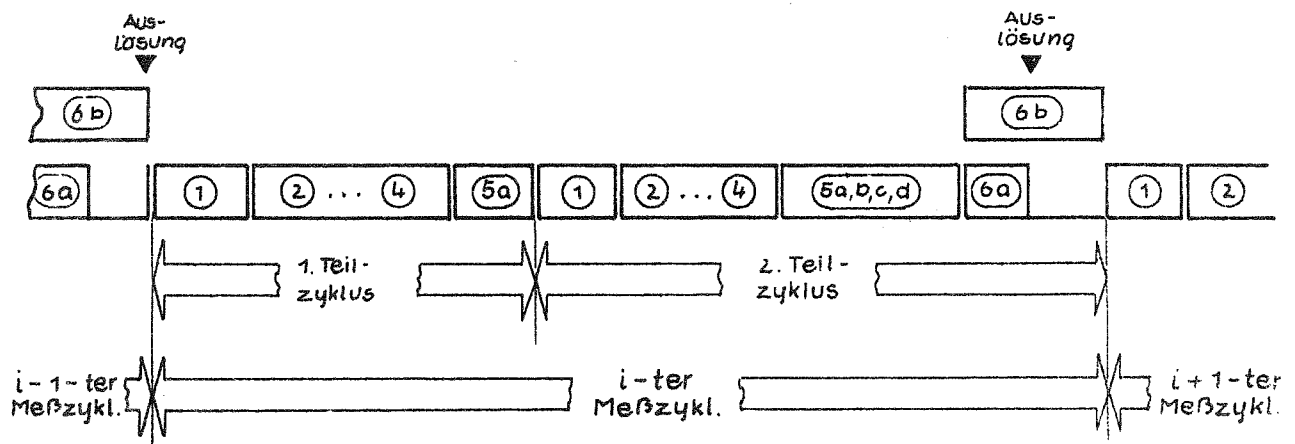 Aus-
lösung
Aus-
lösung
6b
6b
6a 1 2 ... 4 5a 1 2 ... 4 5a,b,c,d 6a 1 2
1. Teil-
zyklus
2. Teil-
zyklus
i-1-ter
Meßzykl.
i-ter
Meßzykl.
i+1-ter
Meßzykl.